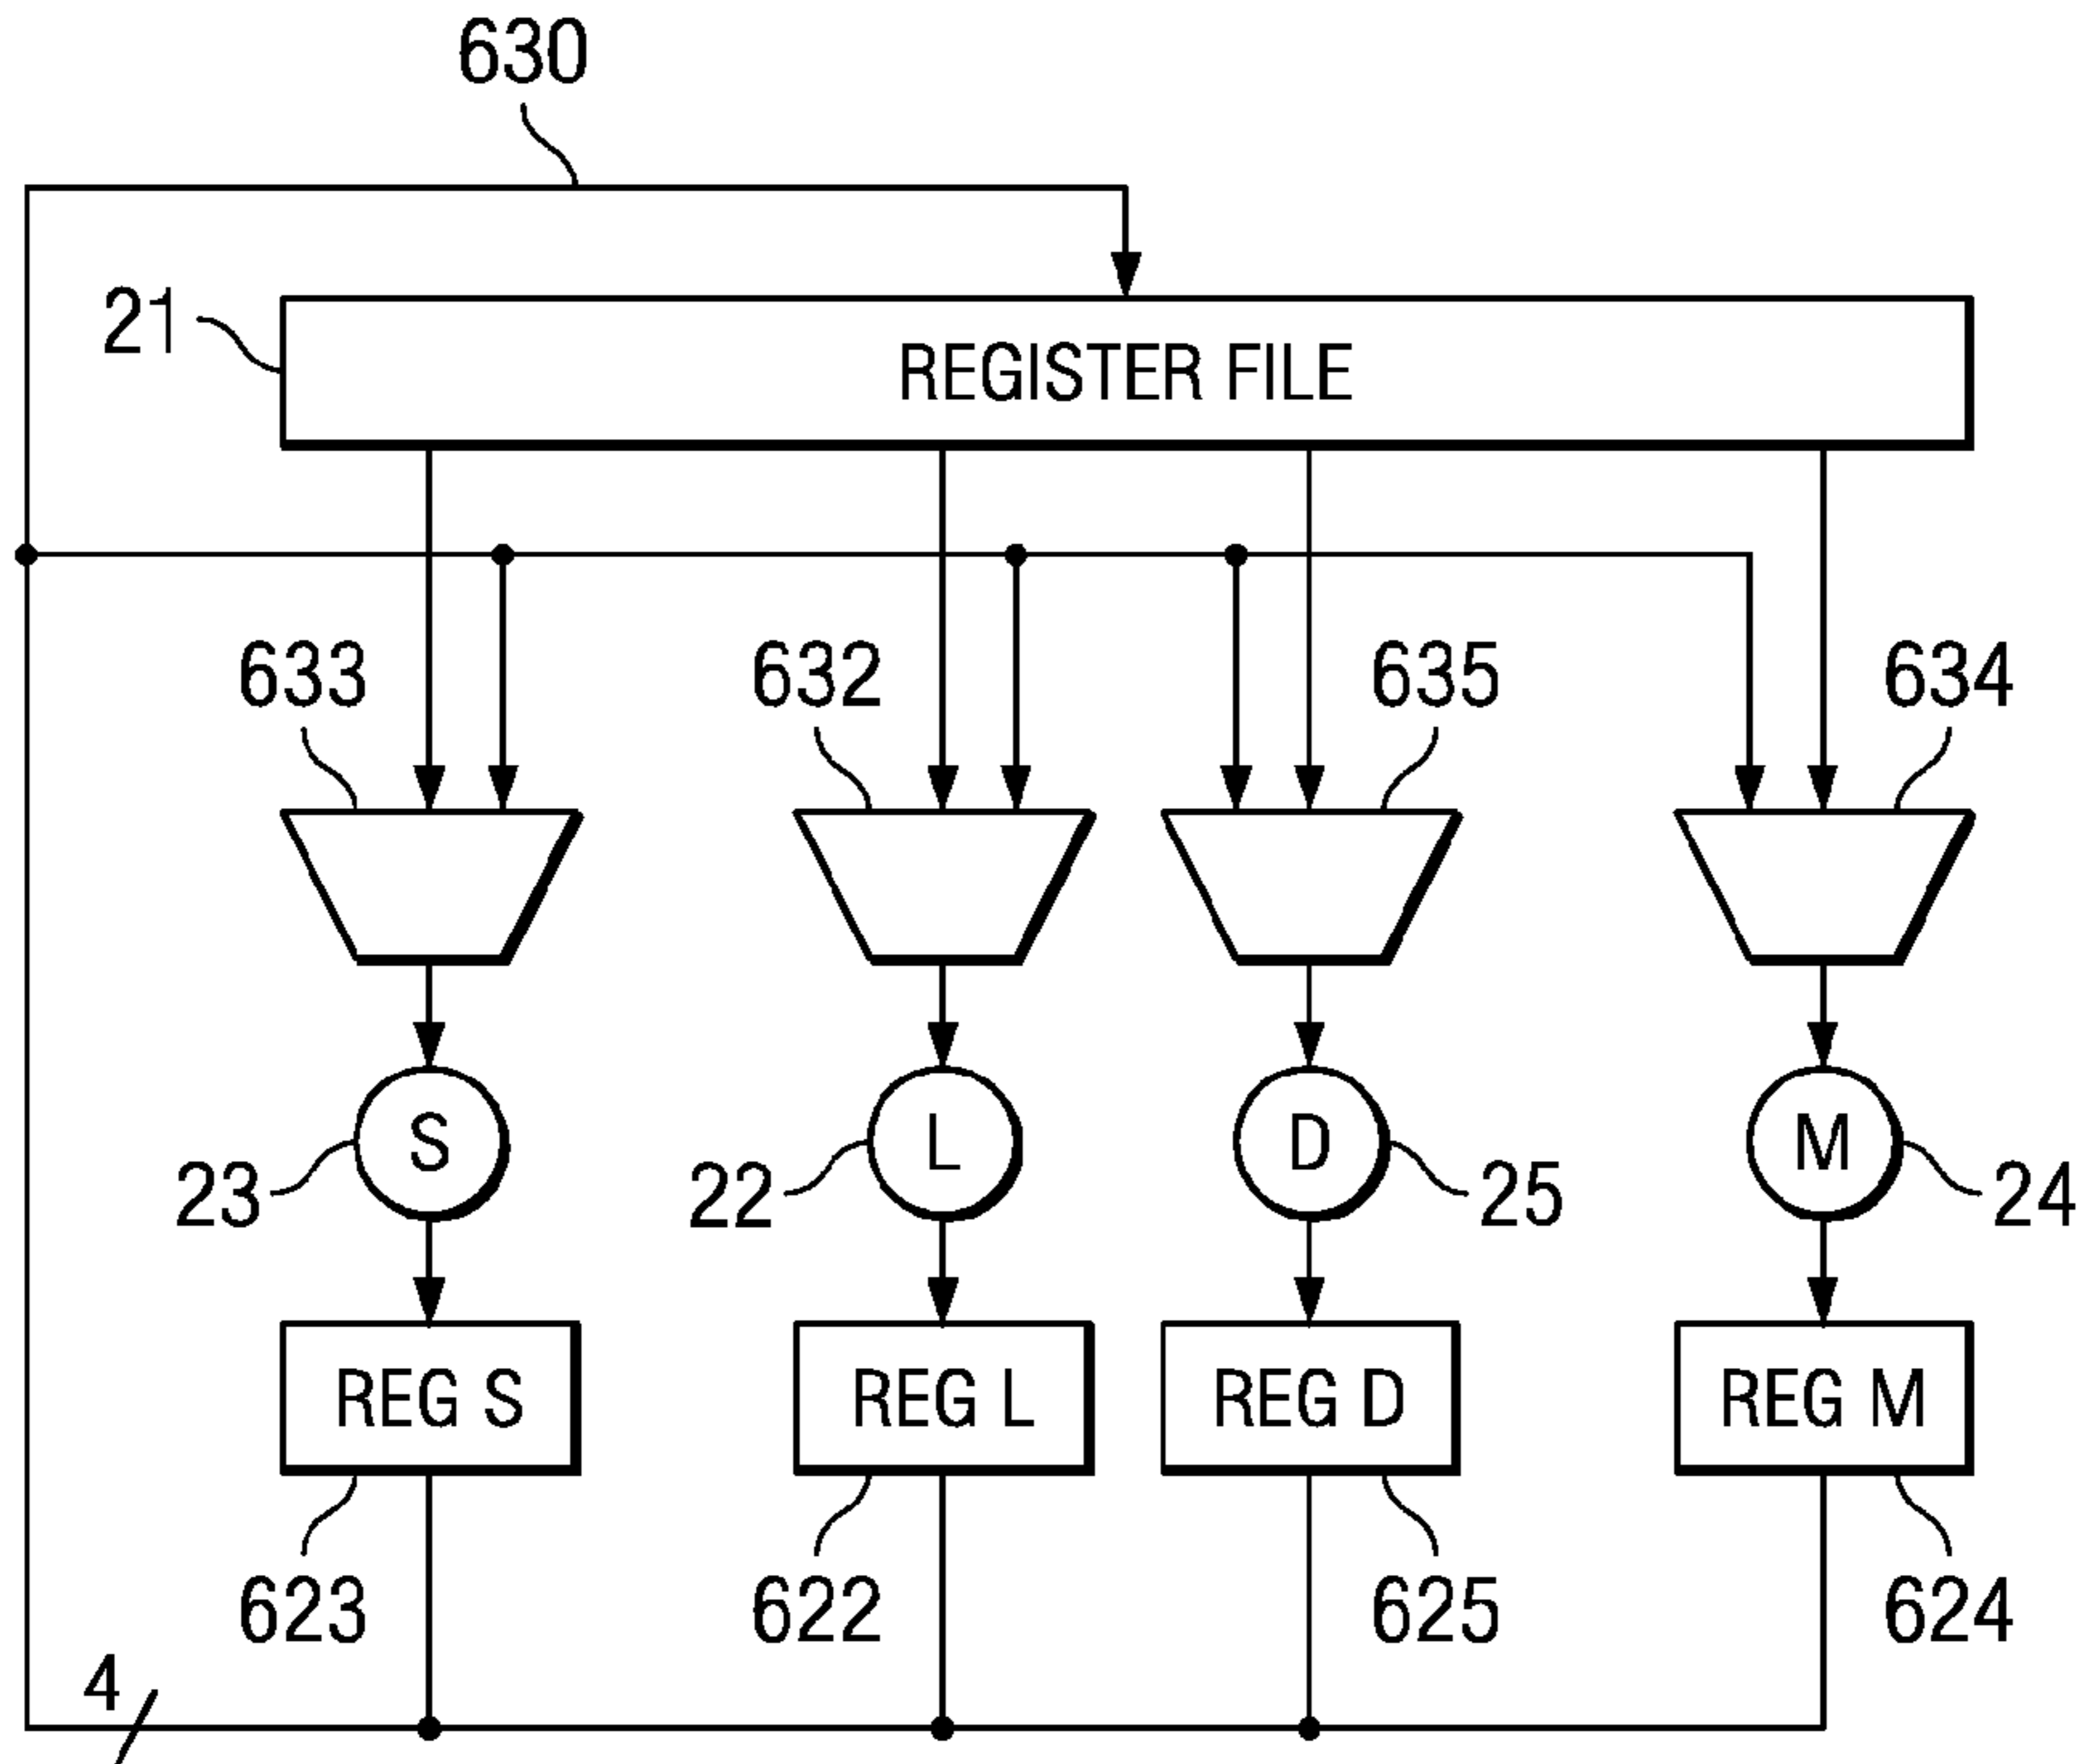 630
21
REGISTER FILE
633
632
635
634
S
L
D
M
23
22
25
24
REG S
REG L
REG D
REG M
623
622
625
624
4